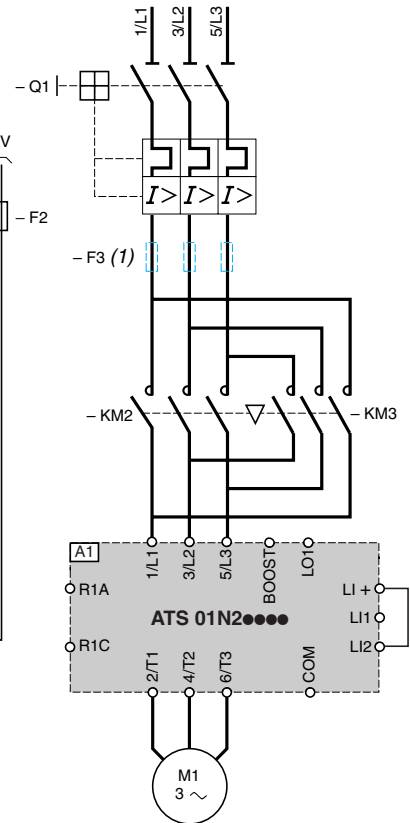 1/L1 3/L2 5/L3
– Q1
V
I> I> I>
– F2
– F3 (1)
– KM2 – KM3
A1
1/L1 3/L2 5/L3 BOOST LO1
R1A LI +
ATS 01N2●●●●
LI1
R1C LI2
2/T1 4/T2 6/T3 COM
M1
3 ~